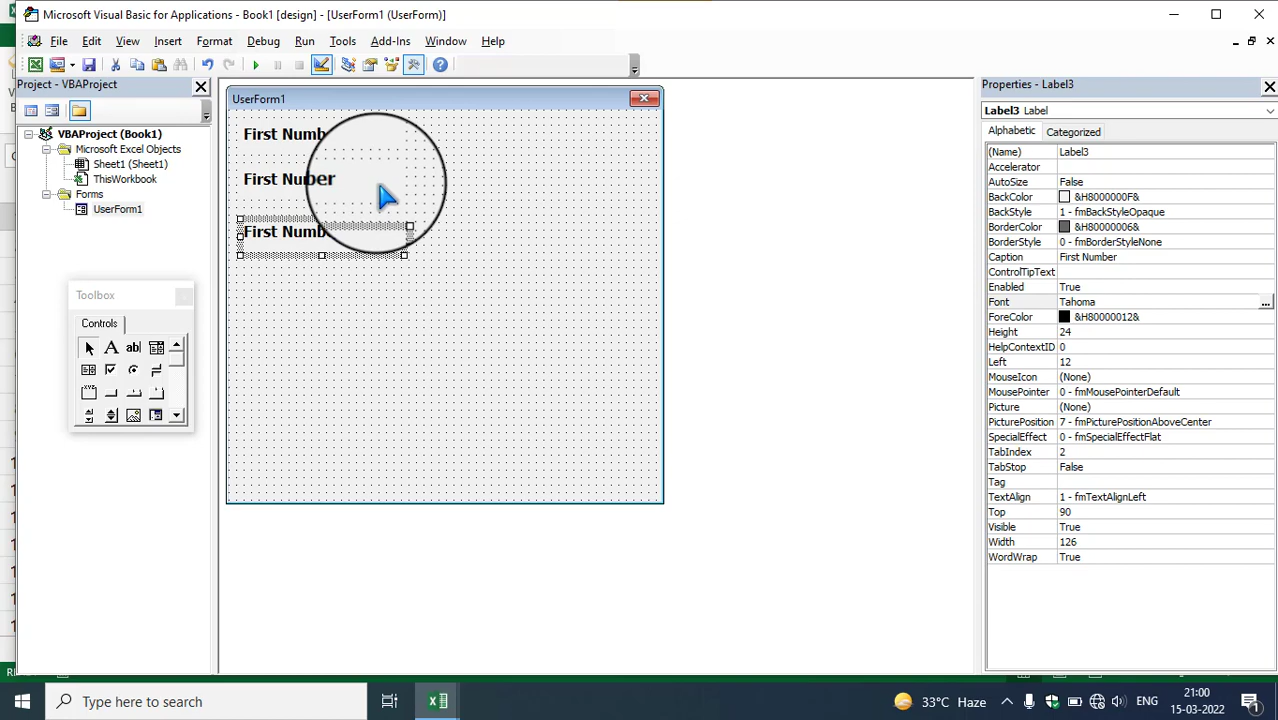 Microsoft Visual Basic for Applications - Book1 [design] - [UserForm1 (UserForm)]
File Edit View Insert Format Debug Run Tools Add-Ins Window Help
Project - VBAProject
VBAProject (Book1)
Microsoft Excel Objects
Sheet1 (Sheet1)
ThisWorkbook
Forms
UserForm1
Toolbox
Controls
A ab
UserForm1
First Numb
First Number
First Numb
Properties - Label3
Label3 Label
Alphabetic Categorized
(Name) Label3
Accelerator
AutoSize False
BackColor &H8000000F&
BackStyle 1 - fmBackStyleOpaque
BorderColor &H80000006&
BorderStyle 0 - fmBorderStyleNone
Caption First Number
ControlTipText
Enabled True
Font Tahoma ...
ForeColor &H80000012&
Height 24
HelpContextID 0
Left 12
MouseIcon (None)
MousePointer 0 - fmMousePointerDefault
Picture (None)
PicturePosition 7 - fmPicturePositionAboveCenter
SpecialEffect 0 - fmSpecialEffectFlat
TabIndex 2
TabStop False
Tag
TextAlign 1 - fmTextAlignLeft
Top 90
Visible True
Width 126
WordWrap True
Type here to search
33°C Haze
ENG
21:00
15-03-2022
1